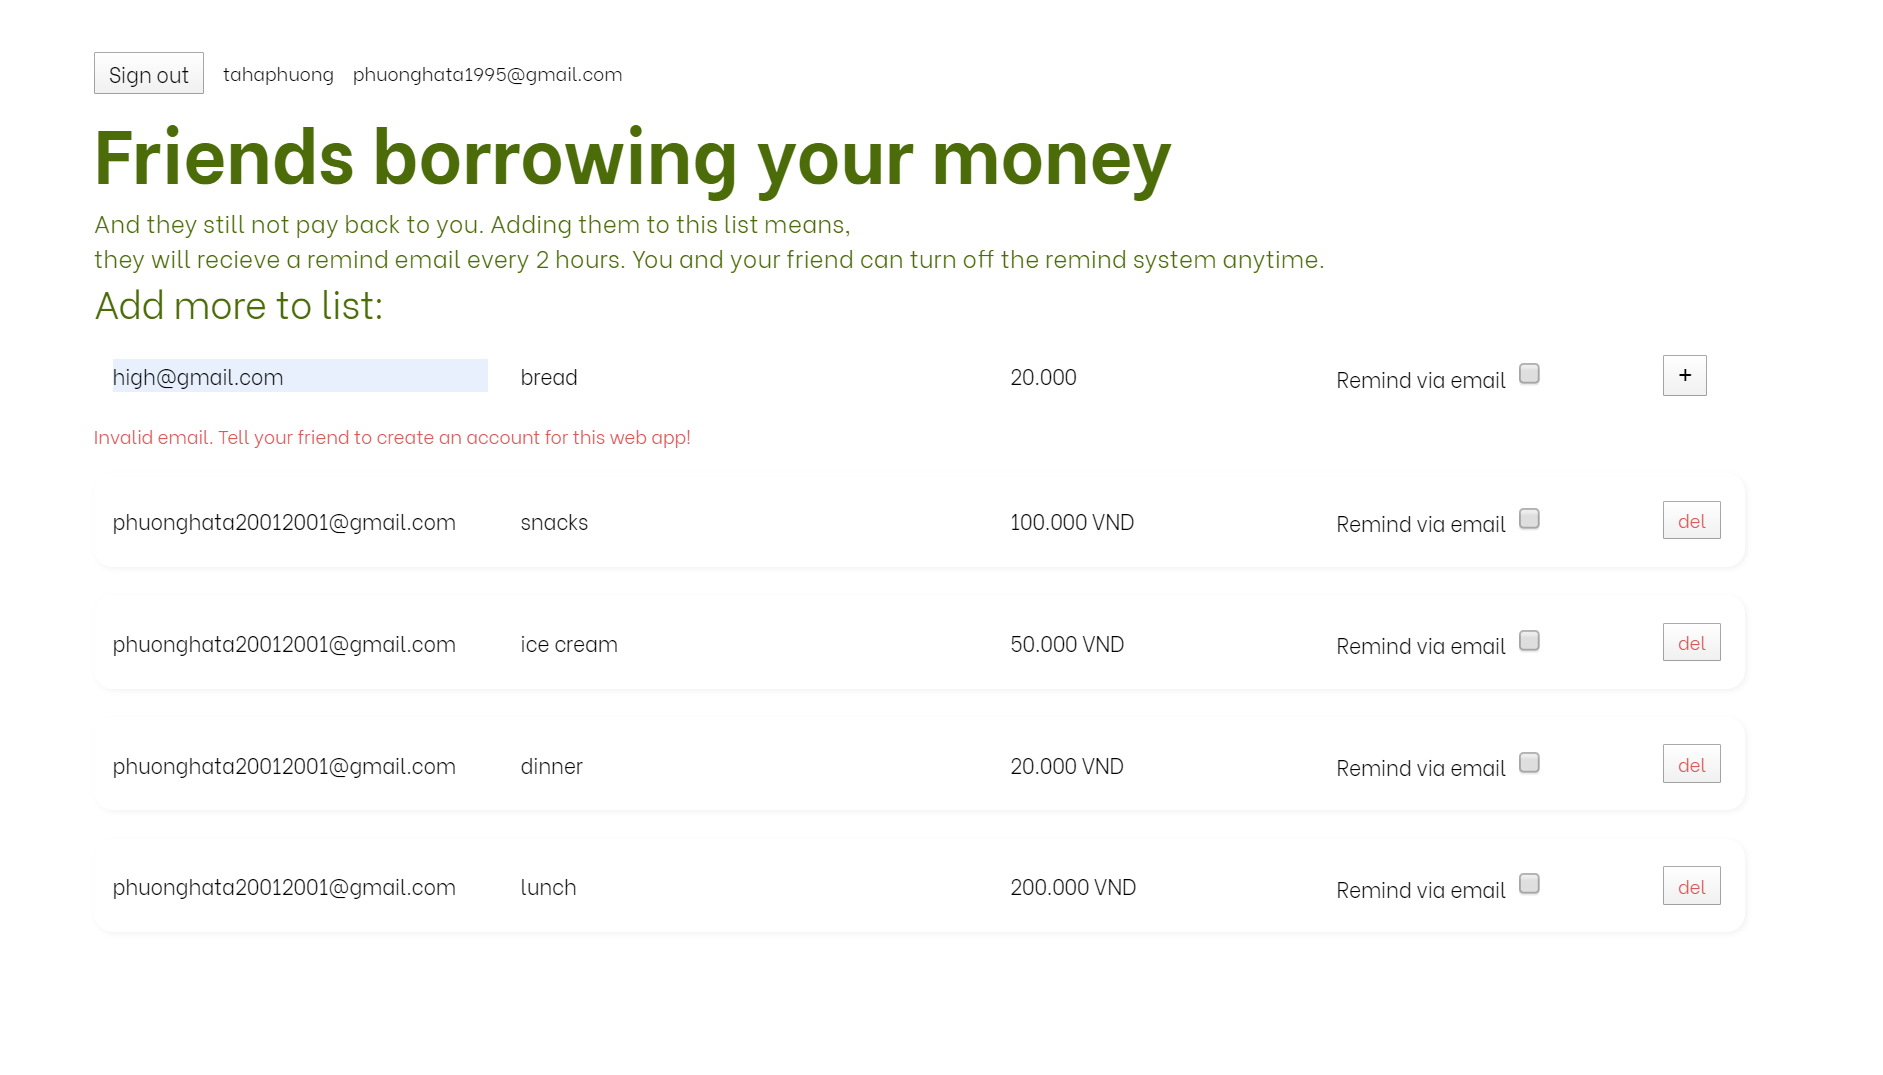 Sign out tahaphuong phuonghata1995@gmail.com
Friends borrowing your money
And they still not pay back to you. Adding them to this list means,
they will recieve a remind email every 2 hours. You and your friend can turn off the remind system anytime.
Add more to list:
high@gmail.com bread 20.000 Remind via email +
Invalid email. Tell your friend to create an account for this web app!
phuonghata20012001@gmail.com snacks 100.000 VND Remind via email del
phuonghata20012001@gmail.com ice cream 50.000 VND Remind via email del
phuonghata20012001@gmail.com dinner 20.000 VND Remind via email del
phuonghata20012001@gmail.com lunch 200.000 VND Remind via email del